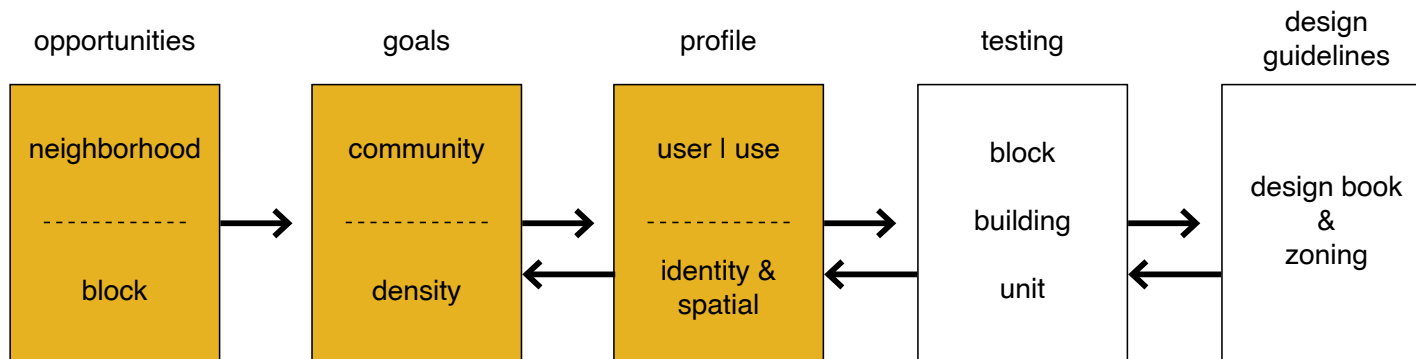 opportunities
goals
profile
testing
design
guidelines
neighborhood
block
community
density
user | use
identity &
spatial
block
building
unit
design book
&
zoning